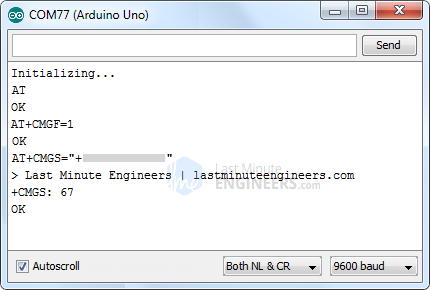 COM77 (Arduino Uno)
Send
Initializing...
AT
OK
AT+CMGF=1
OK
AT+CMGS="+ "
> Last Minute Engineers | lastminuteengineers.com
+CMGS: 67
OK
Last Minute
ENGINEERS.com
Autoscroll
Both NL & CR
9600 baud